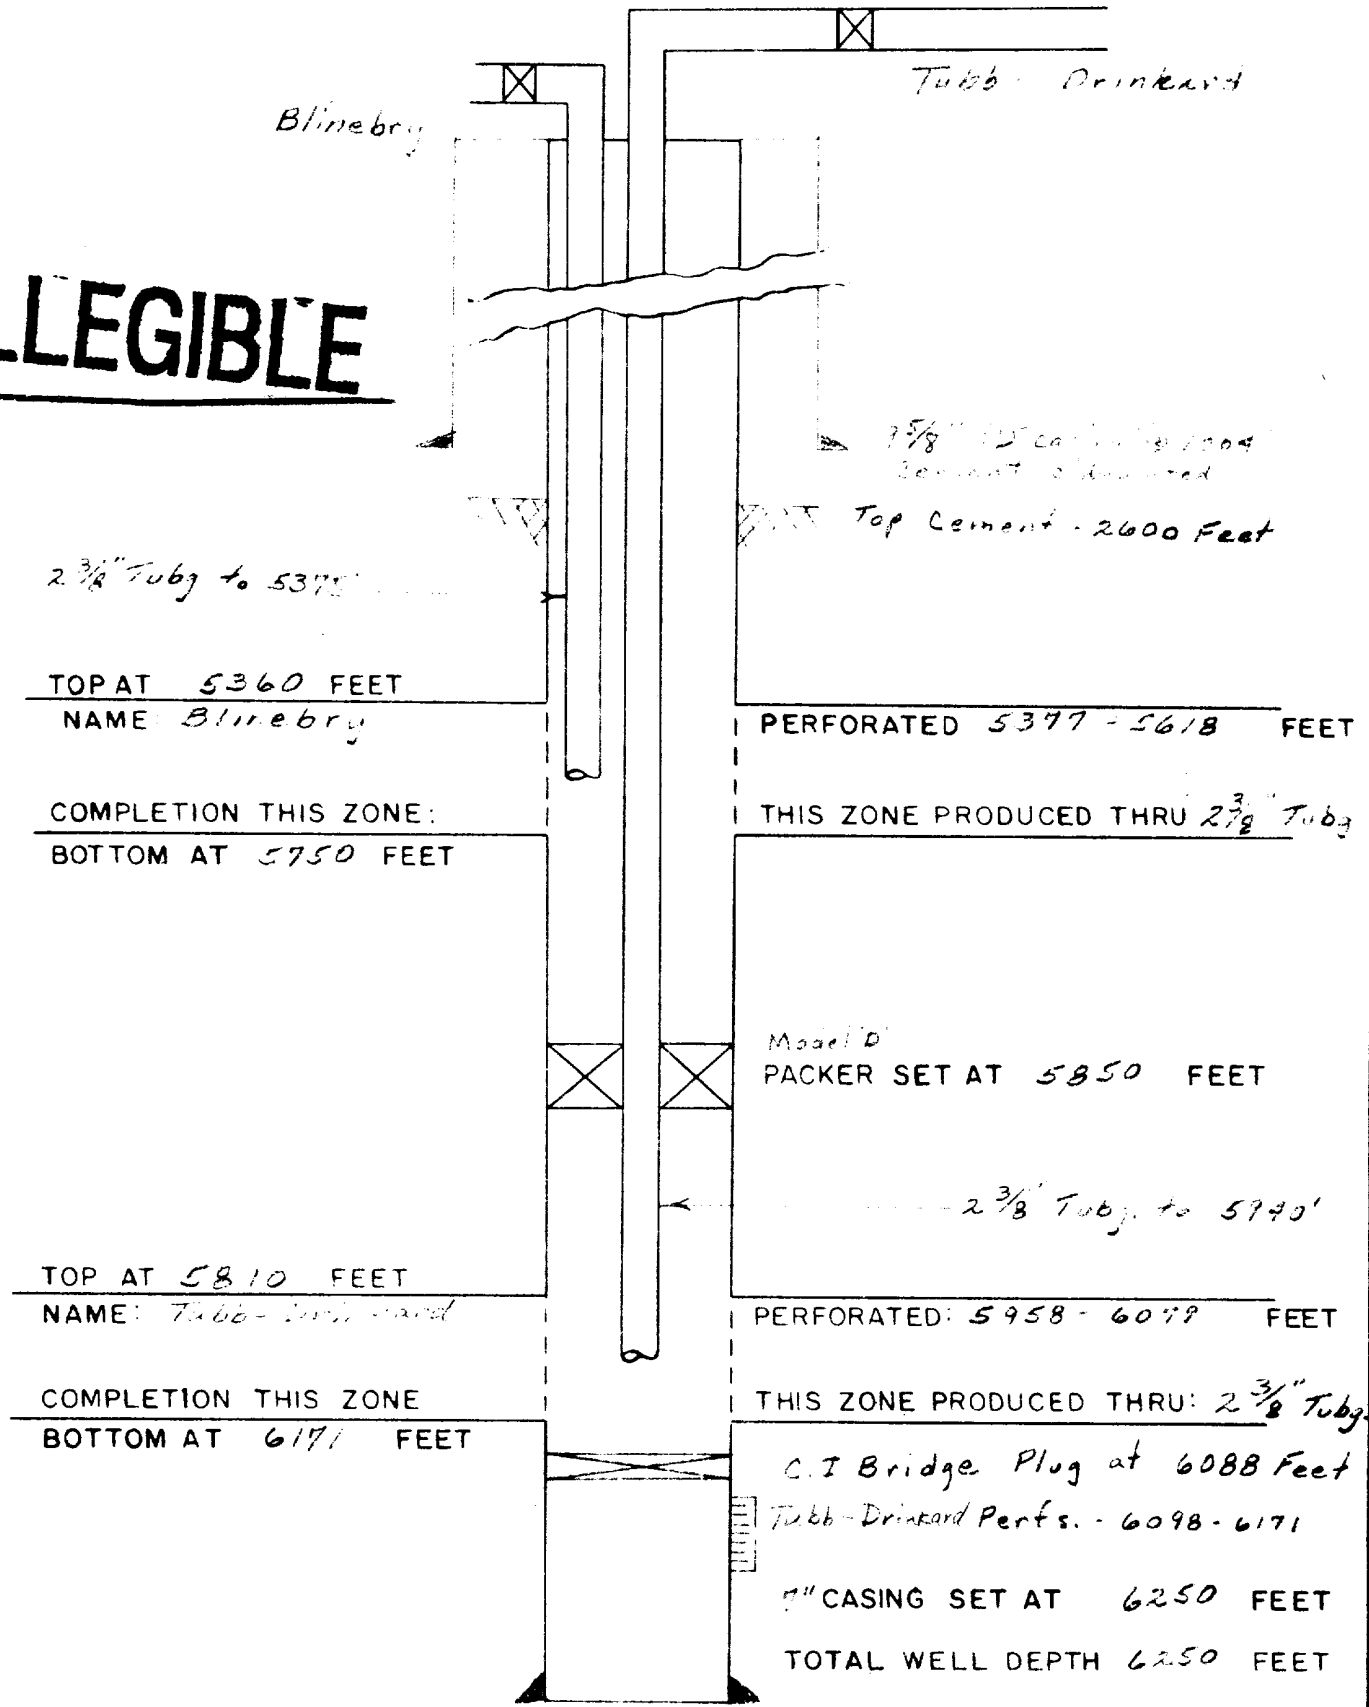 Tubb - Drinkard
Blinebry
LLEGIBLE
Top Cement - 2600 Feet
2 3/8" Tubg to 5375'
TOP AT 5360 FEET
NAME Blinebry
PERFORATED 5377 - 5618 FEET
COMPLETION THIS ZONE:
THIS ZONE PRODUCED THRU 2 3/8" Tubg
BOTTOM AT 5750 FEET
Model 'D'
PACKER SET AT 5850 FEET
2 3/8" Tubg. to 5940'
TOP AT 5810 FEET
NAME: Tubb-Drinkard
PERFORATED: 5958 - FEET
COMPLETION THIS ZONE
THIS ZONE PRODUCED THRU: 2 3/8" Tubg.
BOTTOM AT 6171 FEET
C.I Bridge Plug at 6088 Feet
Tubb-Drinkard Perfs. - 6098 - 6171
7" CASING SET AT 6250 FEET
TOTAL WELL DEPTH 6250 FEET